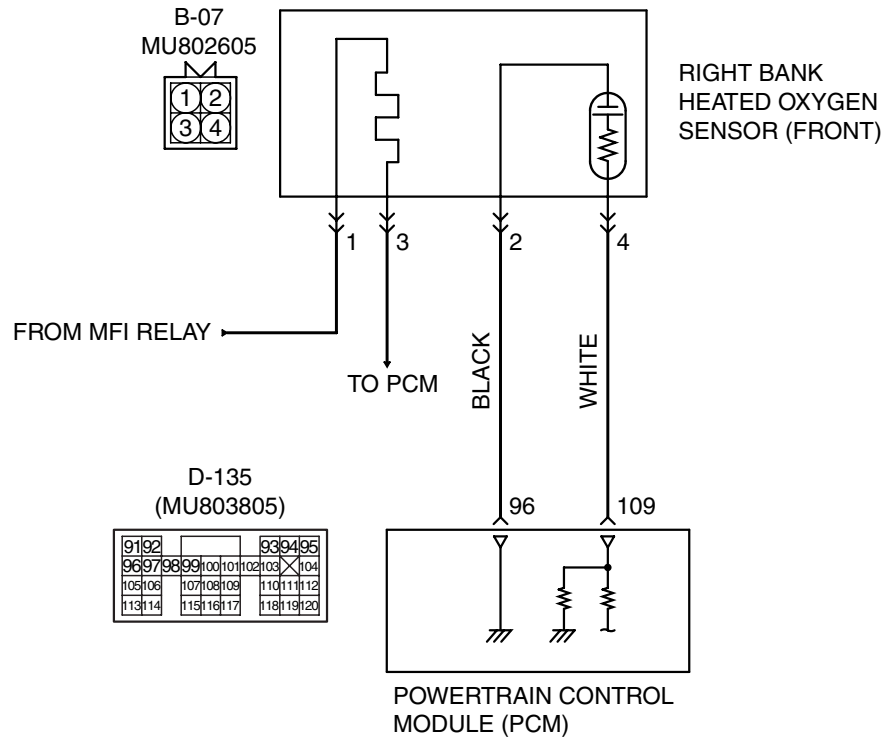 B-07
MU802605
1 2
3 4
RIGHT BANK
HEATED OXYGEN
SENSOR (FRONT)
1 3 2 4
FROM MFI RELAY
TO PCM
BLACK
WHITE
D-135
(MU803805)
96 109
91 92 93 94 95
96 97 98 99 100 101 102 103 104
105 106 107 108 109 110 111 112
113 114 115 116 117 118 119 120
POWERTRAIN CONTROL
MODULE (PCM)